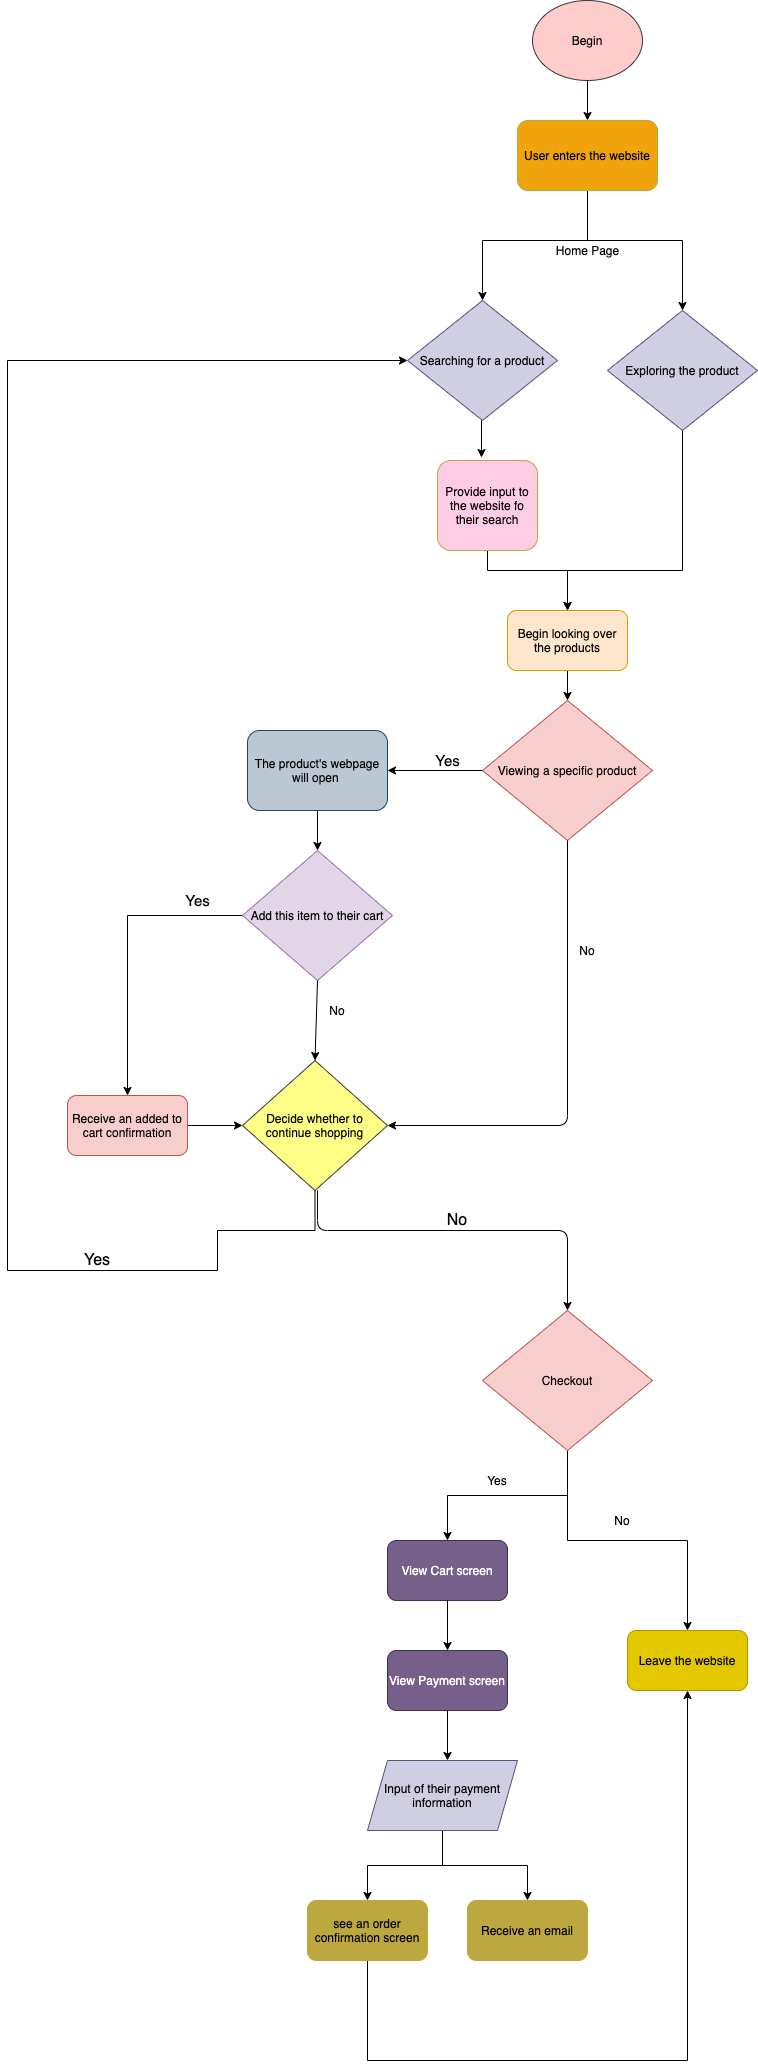 Begin
User enters the website
Home Page
Searching for a product
Exploring the product
Provide input to
the website fo
their search
Begin looking over
the products
The product's webpage
will open
Yes
Viewing a specific product
Yes
Add this item to their cart
No
No
Receive an added to
cart confirmation
Decide whether to
continue shopping
No
Yes
Checkout
Yes
No
View Cart screen
Leave the website
View Payment screen
Input of their payment
information
see an order
confirmation screen
Receive an email